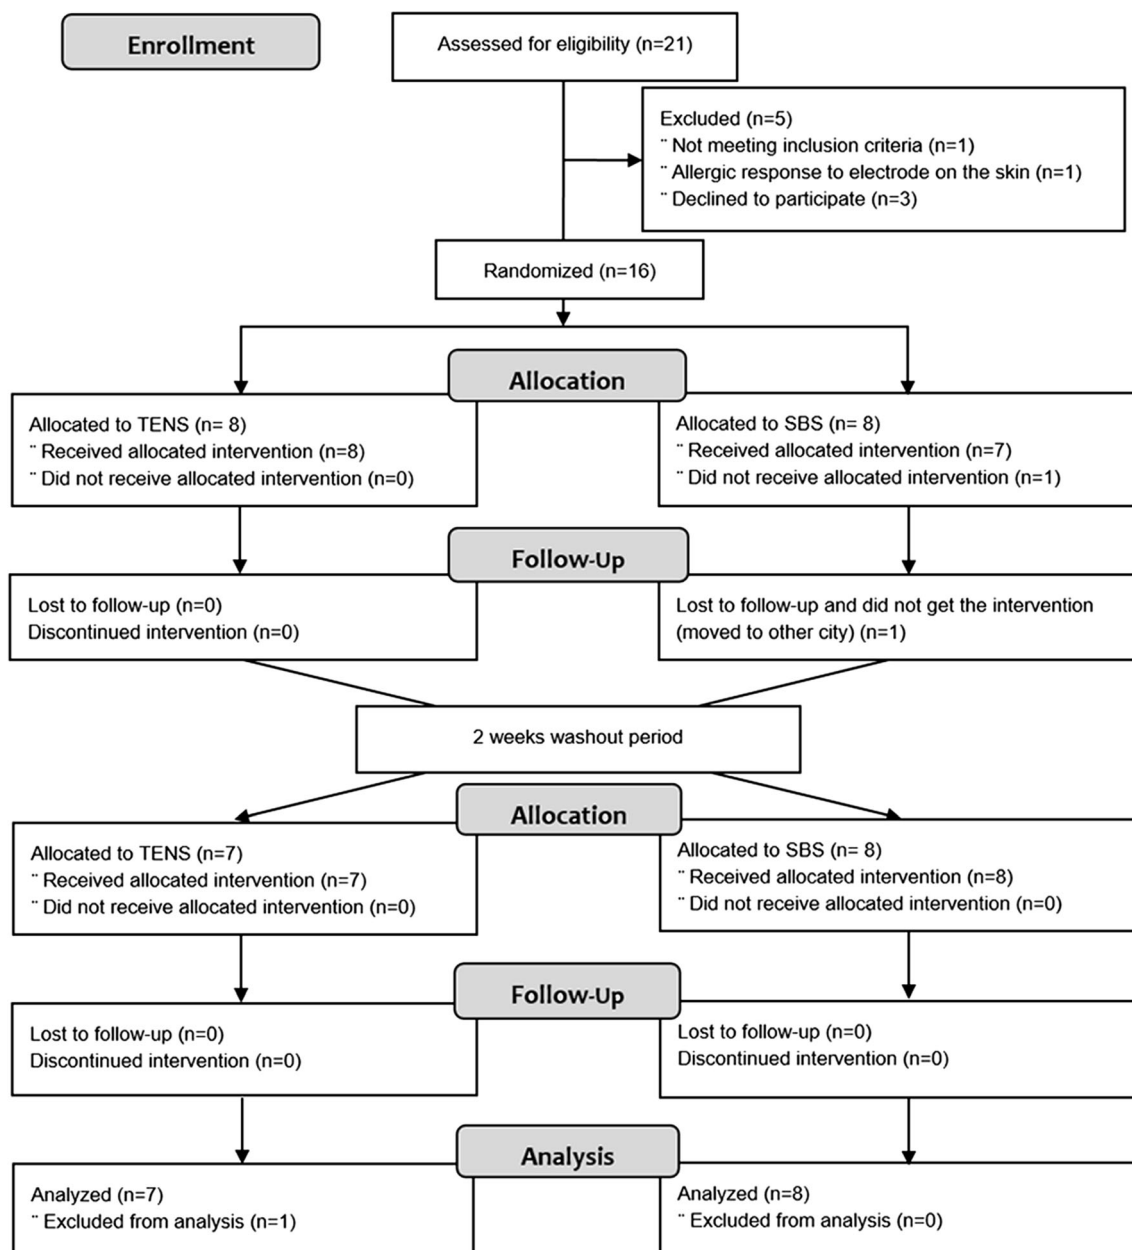 Enrollment
Assessed for eligibility (n=21)
Excluded (n=5)
¨ Not meeting inclusion criteria (n=1)
¨ Allergic response to electrode on the skin (n=1)
¨ Declined to participate (n=3)
Randomized (n=16)
Allocation
Allocated to TENS (n= 8)
¨ Received allocated intervention (n=8)
¨ Did not receive allocated intervention (n=0)
Allocated to SBS (n= 8)
¨ Received allocated intervention (n=7)
¨ Did not receive allocated intervention (n=1)
Follow-Up
Lost to follow-up (n=0)
Discontinued intervention (n=0)
Lost to follow-up and did not get the intervention
(moved to other city) (n=1)
2 weeks washout period
Allocation
Allocated to TENS (n=7)
¨ Received allocated intervention (n=7)
¨ Did not receive allocated intervention (n=0)
Allocated to SBS (n= 8)
¨ Received allocated intervention (n=8)
¨ Did not receive allocated intervention (n=0)
Follow-Up
Lost to follow-up (n=0)
Discontinued intervention (n=0)
Lost to follow-up (n=0)
Discontinued intervention (n=0)
Analysis
Analyzed (n=7)
¨ Excluded from analysis (n=1)
Analyzed (n=8)
¨ Excluded from analysis (n=0)